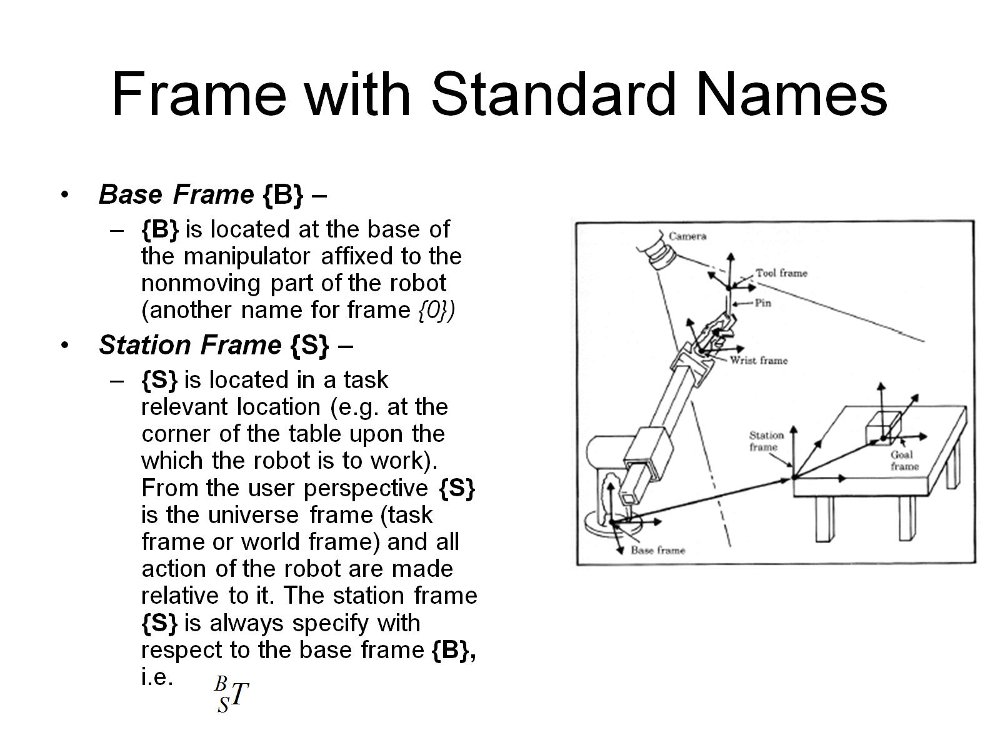 Frame with Standard Names
• Base Frame {B} –
– {B} is located at the base of
the manipulator affixed to the
nonmoving part of the robot
(another name for frame {0})
• Station Frame {S} –
– {S} is located in a task
relevant location (e.g. at the
corner of the table upon the
which the robot is to work).
From the user perspective {S}
is the universe frame (task
frame or world frame) and all
action of the robot are made
relative to it. The station frame
{S} is always specify with
respect to the base frame {B},
i.e.
B
S T
Camera
Tool frame
Pin
Wrist frame
Station
frame
Goal
frame
Base frame